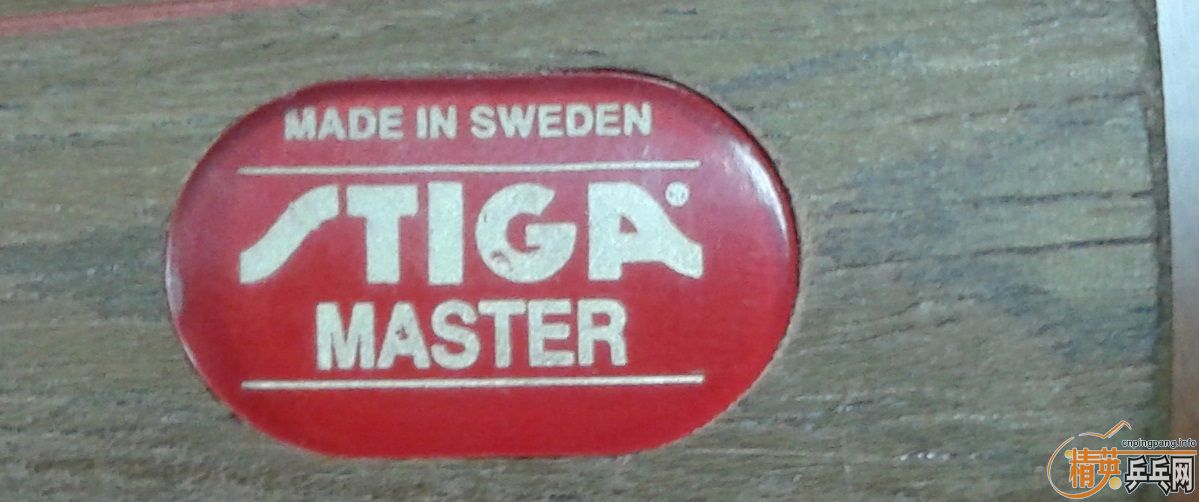 MADE IN SWEDEN
STIGA®
MASTER
cnpingpang.info
精英乒乓网